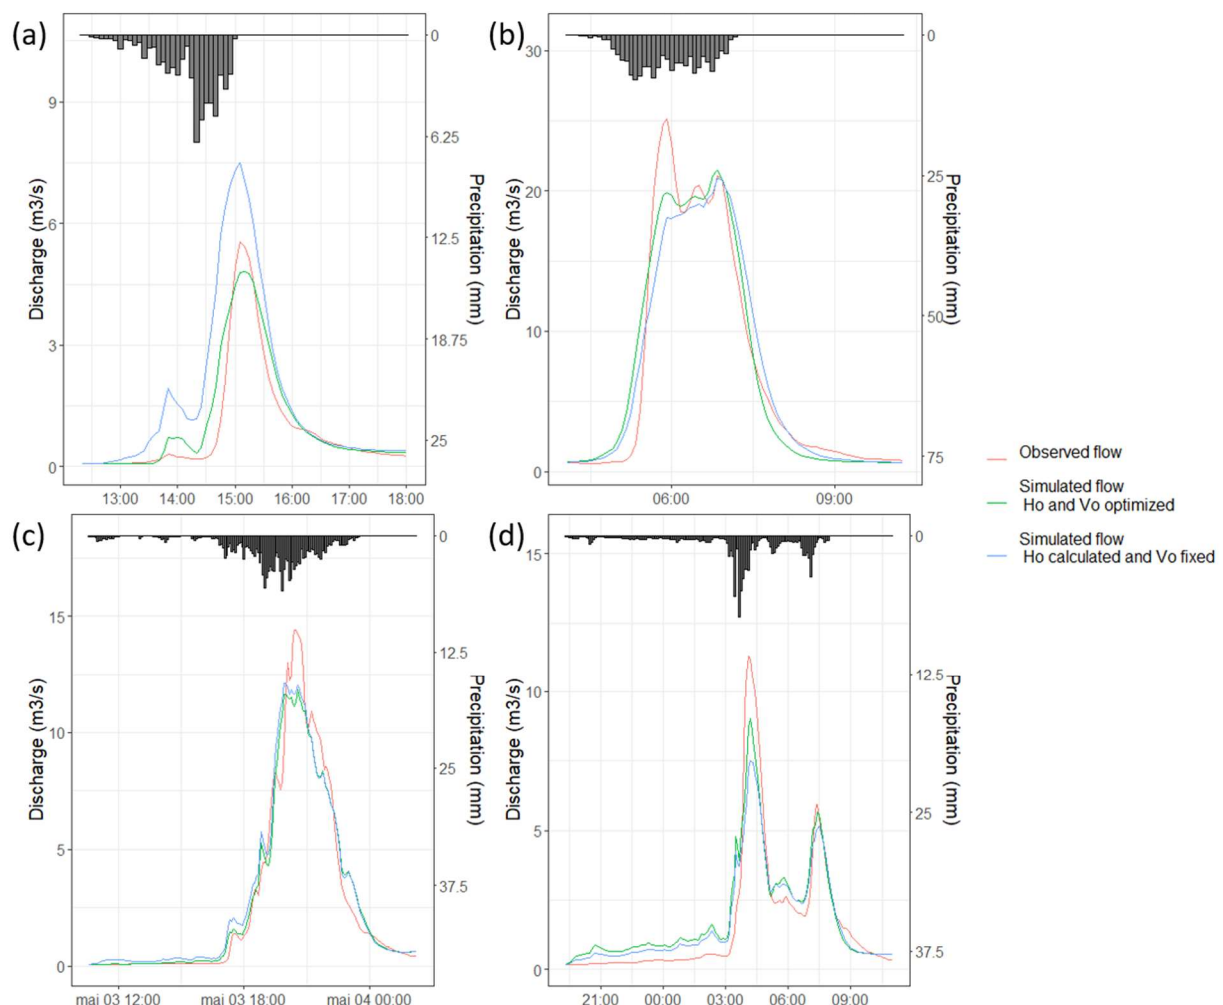 (a)
0
9
6.25
6
12.5
3
18.75
0
25
Discharge (m3/s)
Precipitation (mm)
13:00 14:00 15:00 16:00 17:00 18:00
(b)
30
0
20
25
10
50
0
75
Discharge (m3/s)
Precipitation (mm)
06:00 09:00
Observed flow
Simulated flow
Ho and Vo optimized
Simulated flow
Ho calculated and Vo fixed
(c)
0
15
12.5
10
25
5
37.5
0
Discharge (m3/s)
Precipitation (mm)
mai 03 12:00 mai 03 18:00 mai 04 00:00
(d)
15
0
10
12.5
5
25
0
37.5
Discharge (m3/s)
Precipitation (mm)
21:00 00:00 03:00 06:00 09:00